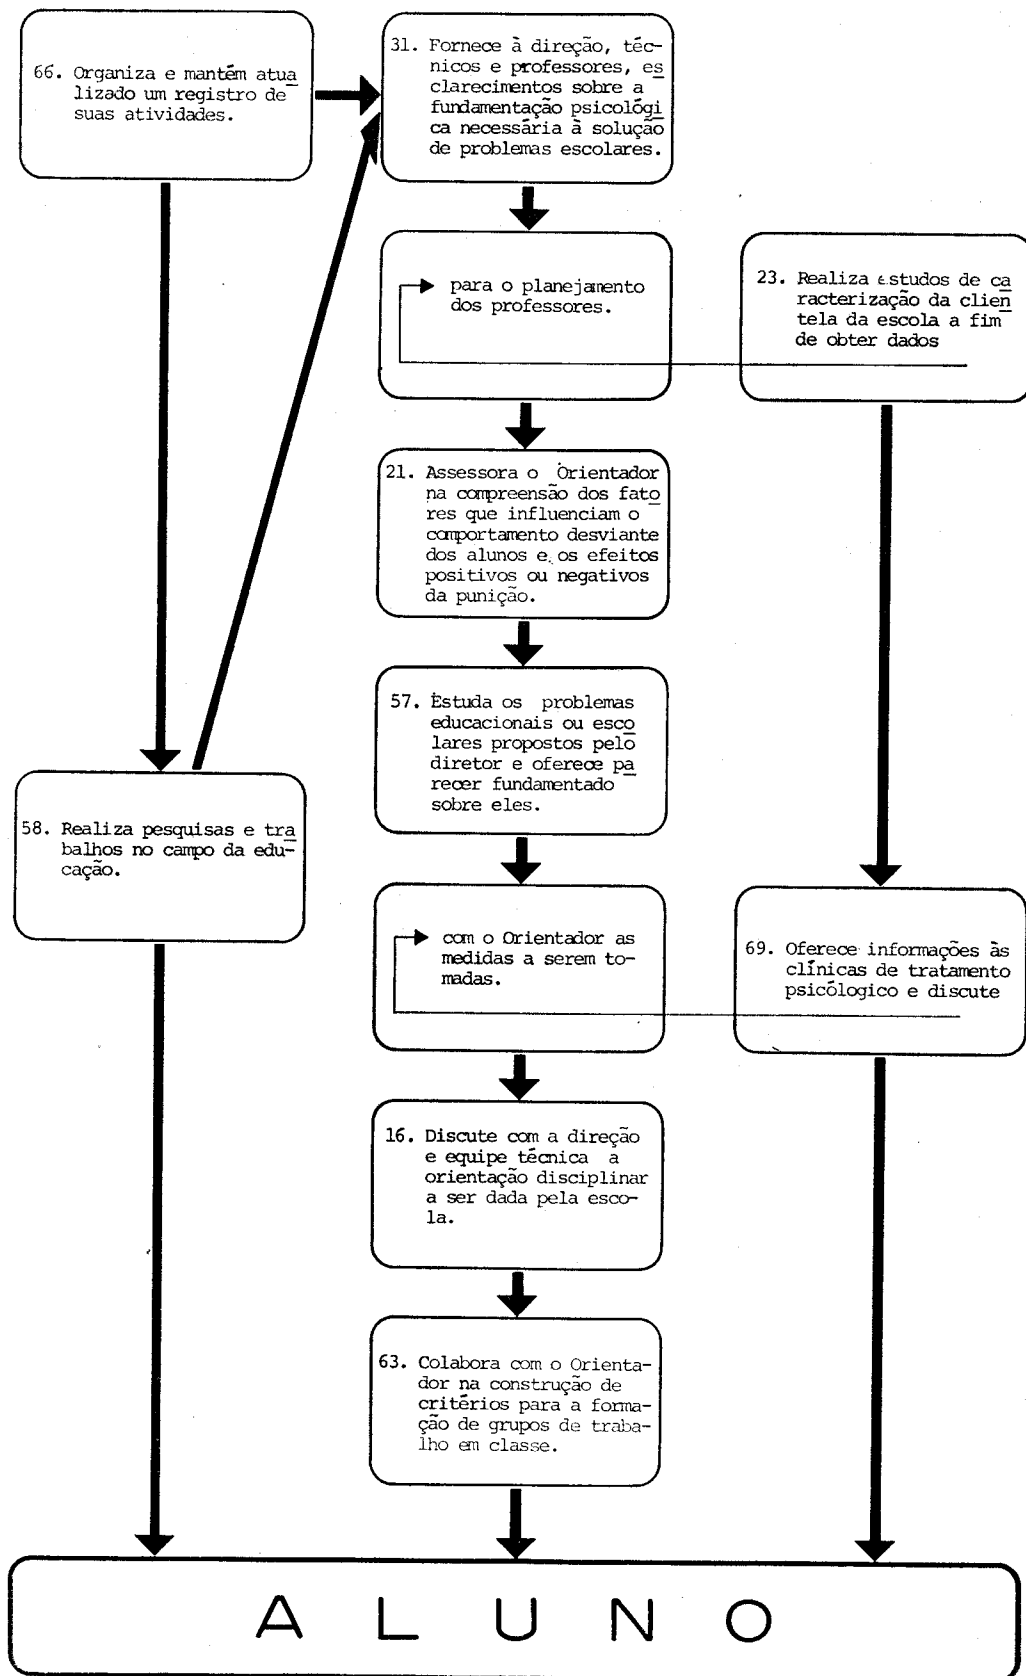 66. Organiza e mantém atua
lizado um registro de
suas atividades.
31. Fornece à direção, téc-
nicos e professores, es
clarecimentos sobre a
fundamentação psicológi
ca necessária à solução
de problemas escolares.
para o planejamento
dos professores.
23. Realiza estudos de ca
racterização da clien
tela da escola a fim
de obter dados
21. Assessora o Orientador
na compreensão dos fato
res que influenciam o
comportamento desviante
dos alunos e os efeitos
positivos ou negativos
da punição.
57. Estuda os problemas
educacionais ou esco
lares propostos pelo
diretor e oferece pa
recer fundamentado
sobre eles.
58. Realiza pesquisas e tra
balhos no campo da edu-
cação.
com o Orientador as
medidas a serem to-
madas.
69. Oferece informações às
clínicas de tratamento
psicólogico e discute
16. Discute com a direção
e equipe técnica a
orientação disciplinar
a ser dada pela esco-
la.
63. Colabora com o Orienta-
dor na construção de
critérios para a forma-
ção de grupos de traba-
lho em classe.
A L U N O